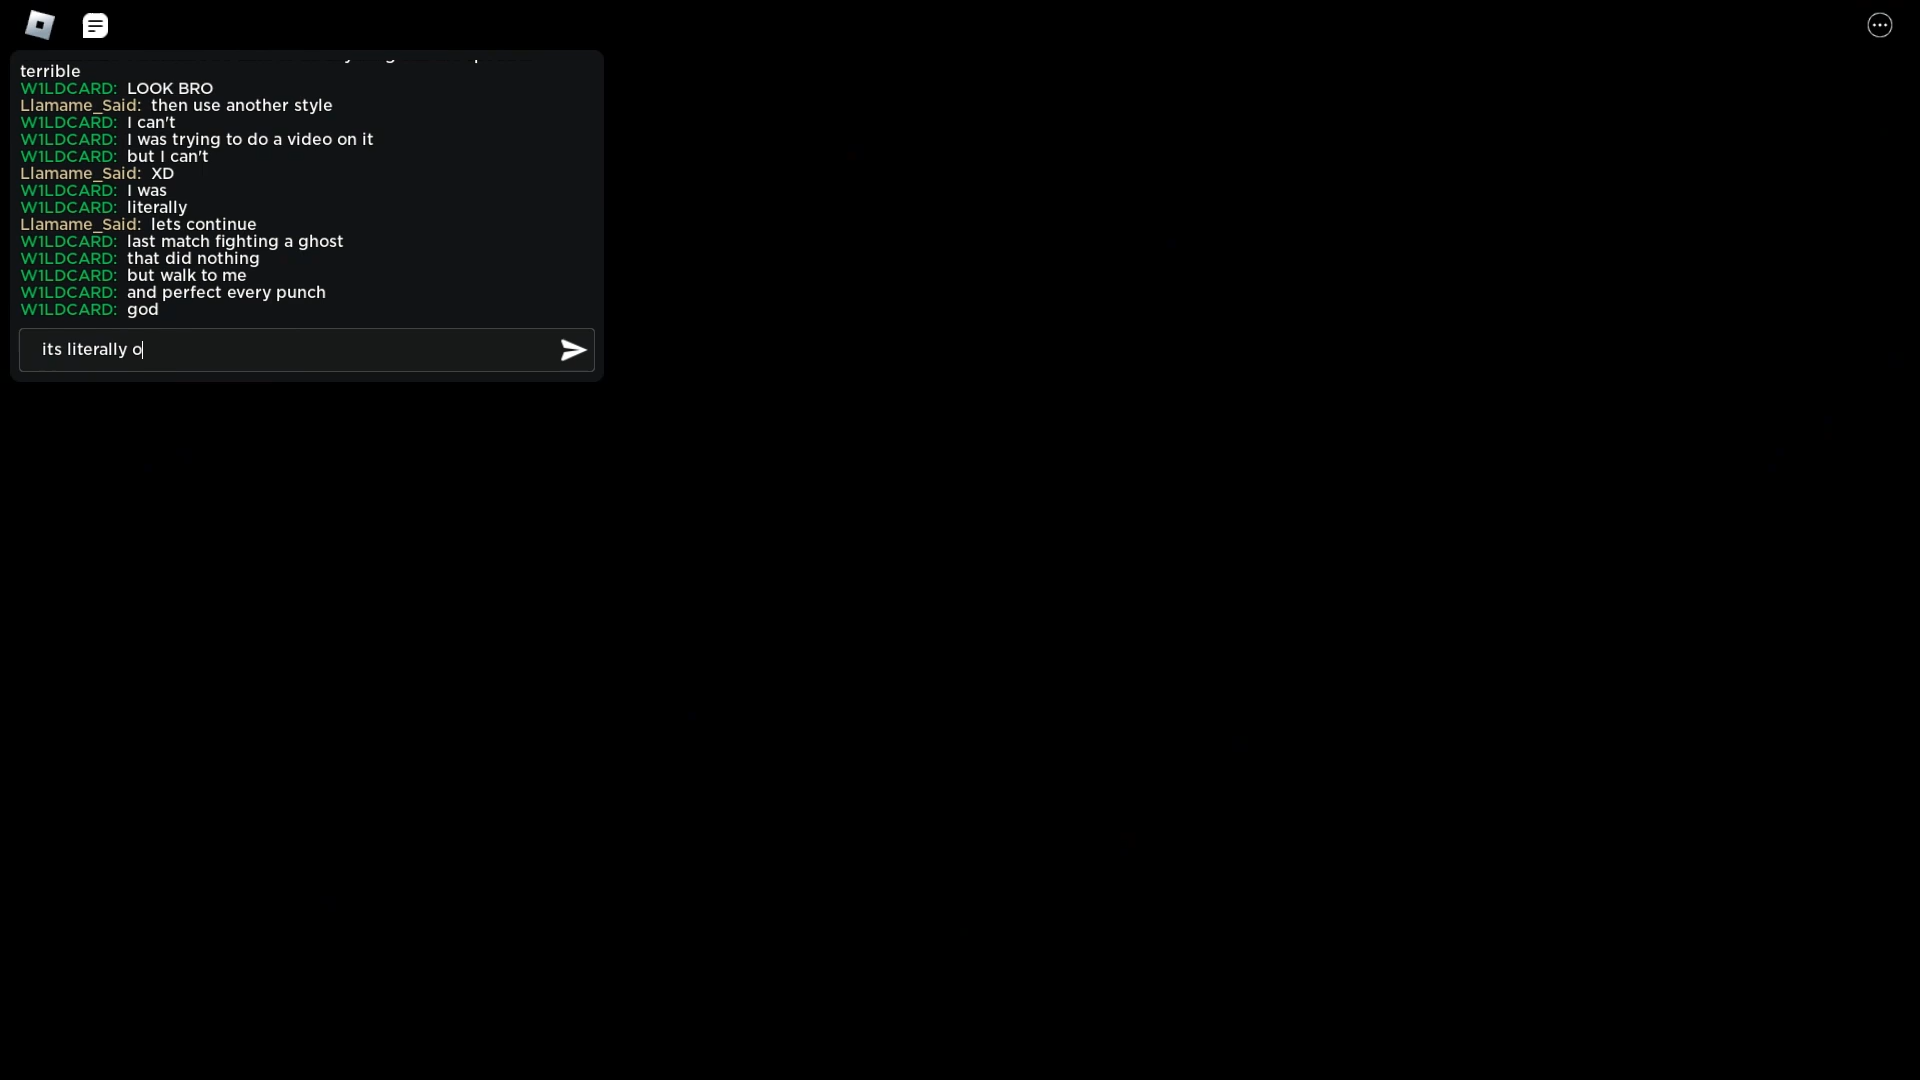 terrible
W1LDCARD: LOOK BRO
Llamame_Said: then use another style
W1LDCARD: I can't
W1LDCARD: I was trying to do a video on it
W1LDCARD: but I can't
Llamame_Said: XD
W1LDCARD: I was
W1LDCARD: literally
Llamame_Said: lets continue
W1LDCARD: last match fighting a ghost
W1LDCARD: that did nothing
W1LDCARD: but walk to me
W1LDCARD: and perfect every punch
W1LDCARD: god
its literally o